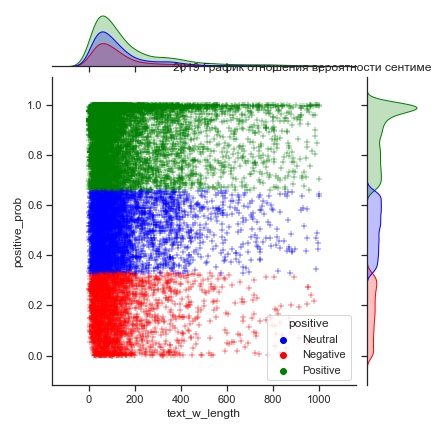 2019 График отношения вероятности сентиме
1.0
0.8
0.6
0.4
0.2
0.0
positive_prob
positive
Neutral
Negative
Positive
0 200 400 600 800 1000
text_w_length